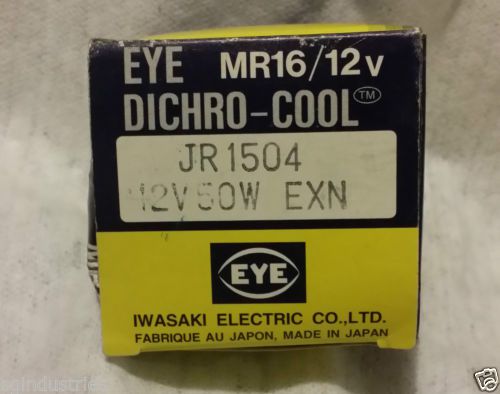 EYE MR16/12V
DICHRO-COOL™
JR1504
12V50W EXN
EYE
IWASAKI ELECTRIC CO.,LTD.
FABRIQUE AU JAPON, MADE IN JAPAN